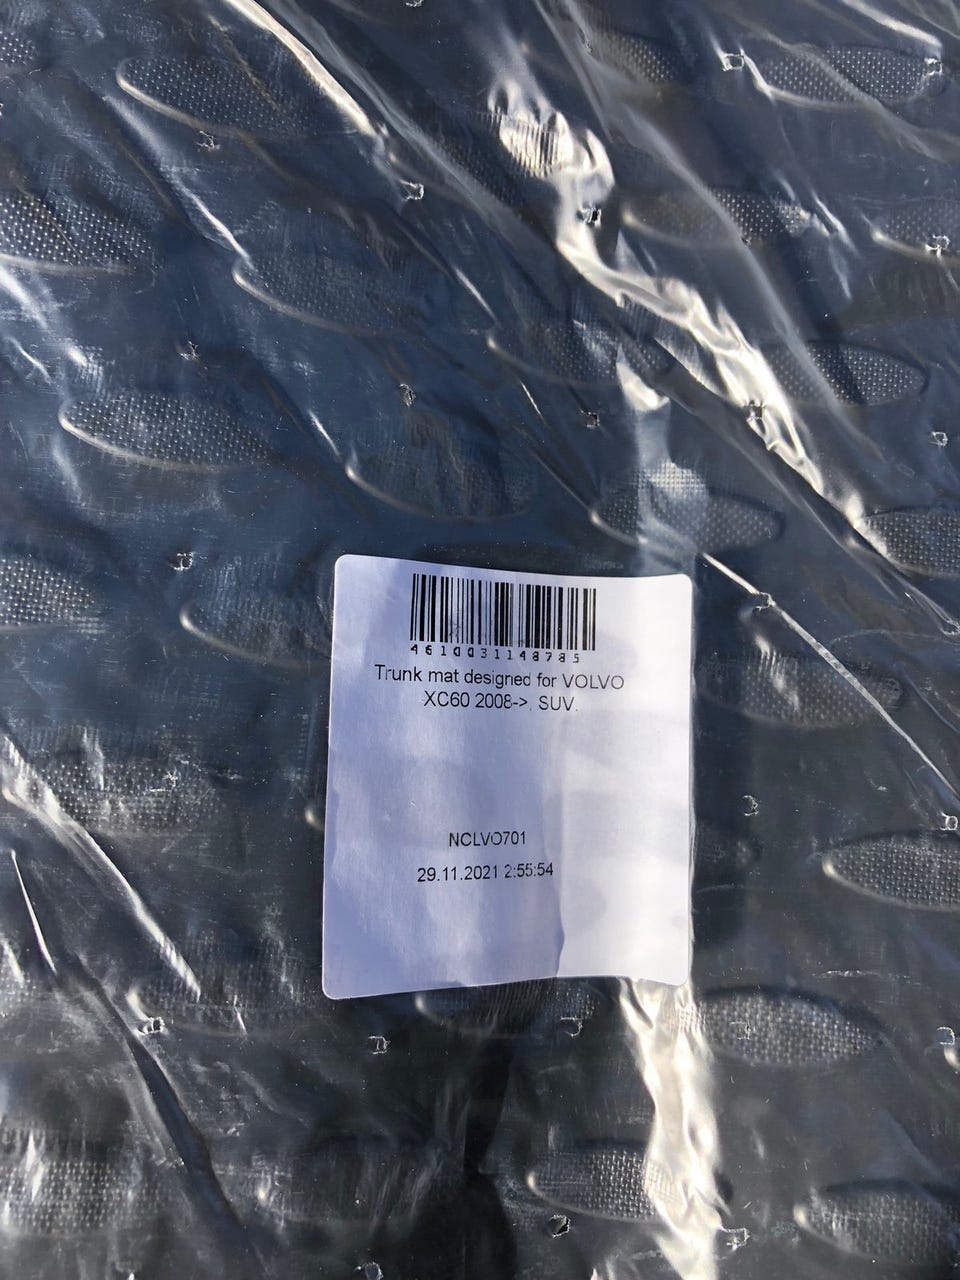 4610031148785
Trunk mat designed for VOLVO
XC60 2008->, SUV.
NCLVO701
29.11.2021 2:55:54